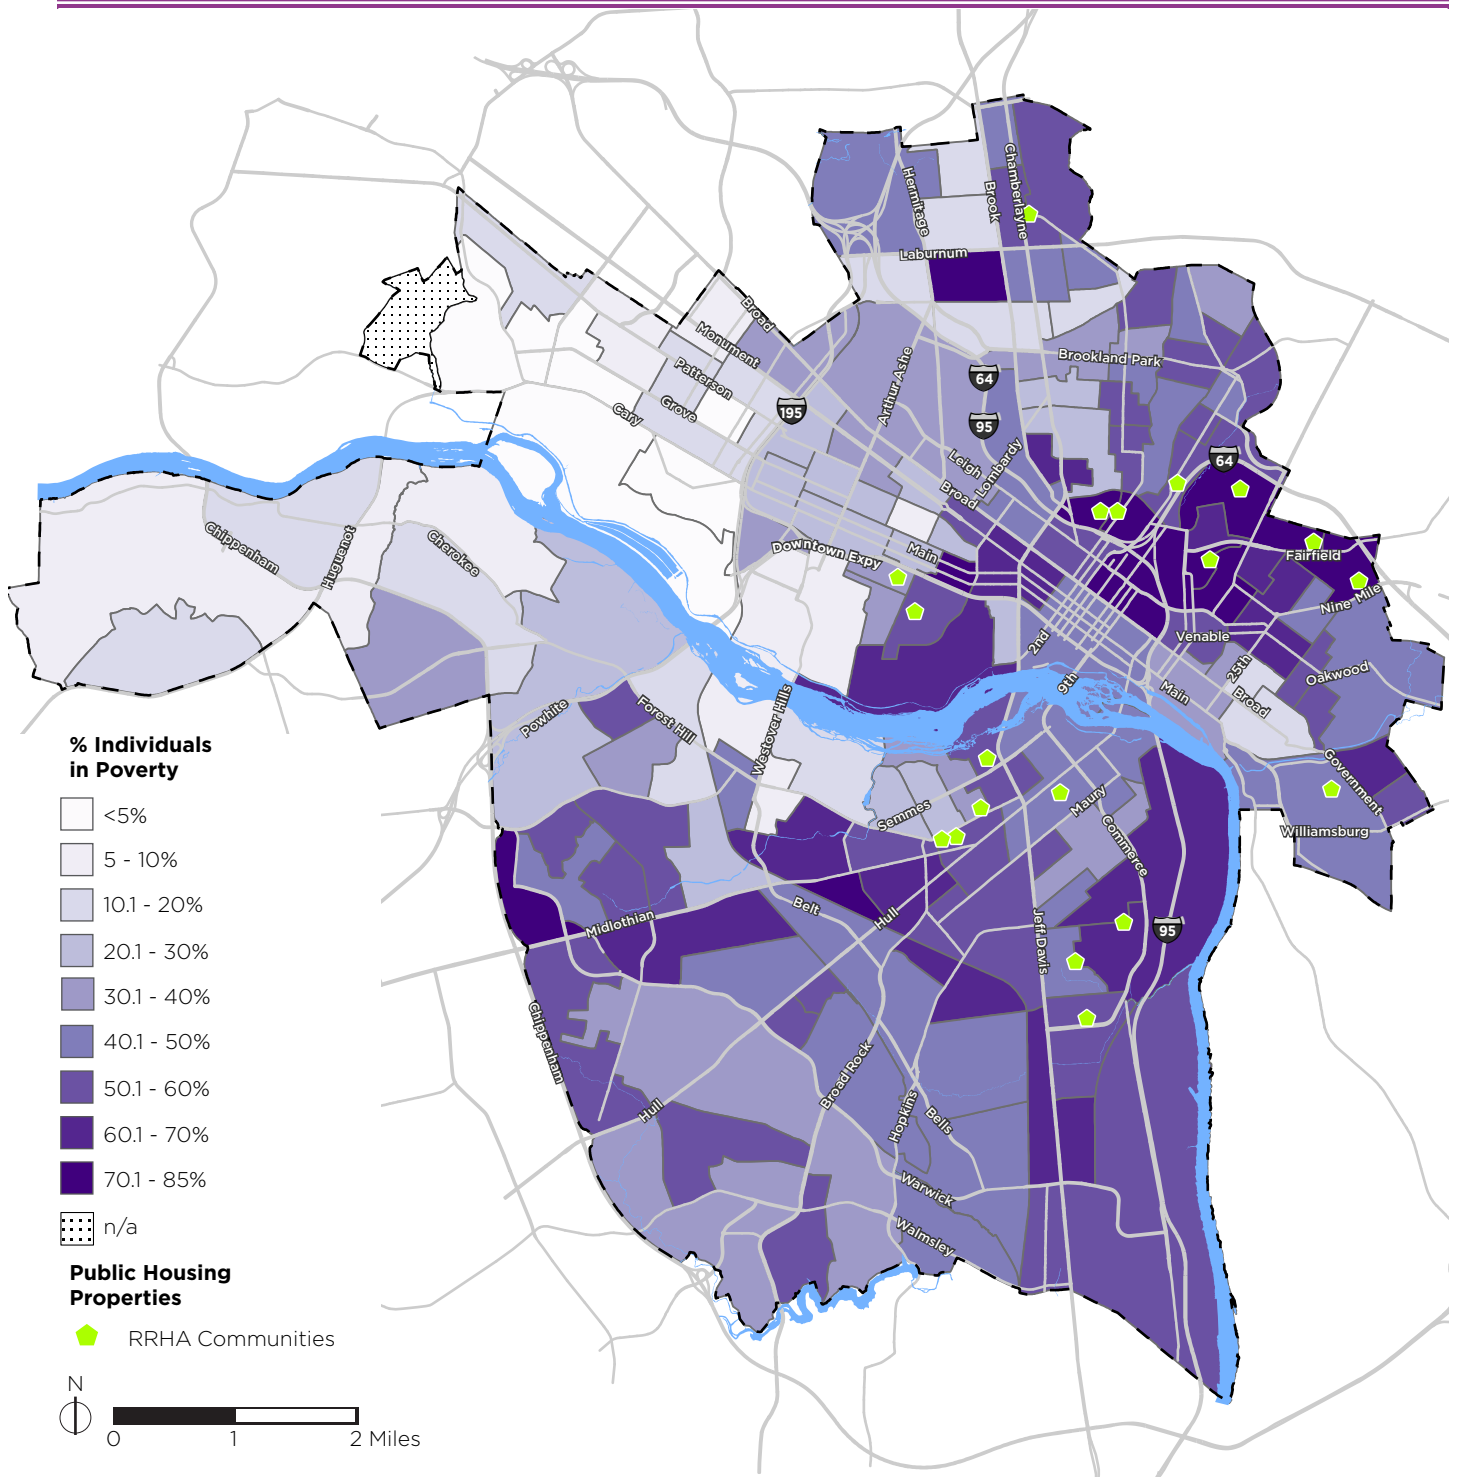 Chamberlayne
Hermitage
Brook
Laburnum
Broad
Monument
Brookland Park
Arthur Ashe
Patterson
64
Grove
195
Cary
95
Leigh
Lombardy
64
Broad
Chippenham
Huguenot
Cherokee
Downtown Expy
Main
Fairfield
Nine Mile
2nd
Venable
25th
Oakwood
9th
Main
Broad
Powhite
Forest Hill
Westover Hills
Government
Semmes
Maury
Commerce
Williamsburg
Midlothian
Belt
Hull
Jeff Davis
95
Chippenham
Broad Rock
Hull
Hopkins
Bells
Warwick
Walmsley
% Individuals
in Poverty
<5%
5 - 10%
10.1 - 20%
20.1 - 30%
30.1 - 40%
40.1 - 50%
50.1 - 60%
60.1 - 70%
70.1 - 85%
n/a
Public Housing
Properties
RRHA Communities
N
0 1 2 Miles